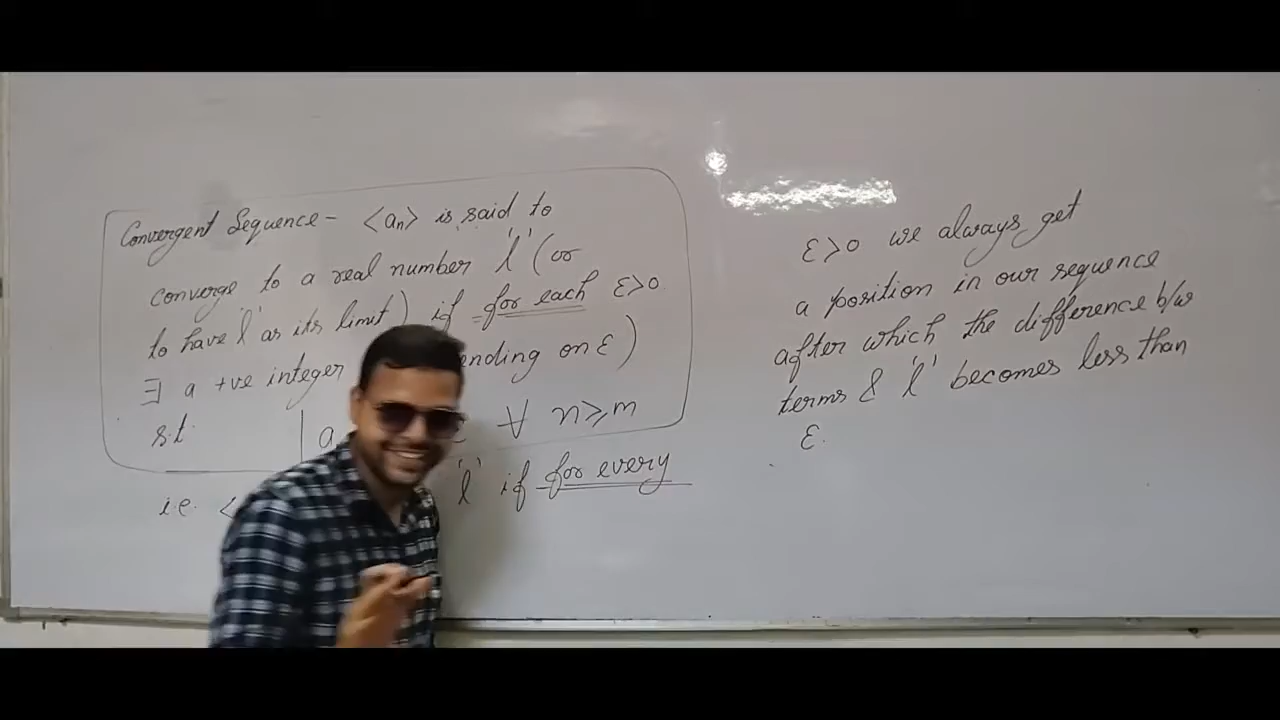 Convergent Sequence - <an> is said to
converge to a real number 'l' (or
to have 'l' as its limit) if for each ε>0
∃ a +ve integer ending on ε)
s.t. |a ∀ n≥m
i.e. < 'l' if for every
ε>0 we always get
a position in our sequence
after which the difference b/w
terms & 'l' becomes less than
ε.